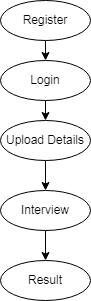 Register
Login
Upload Details
Interview
Result